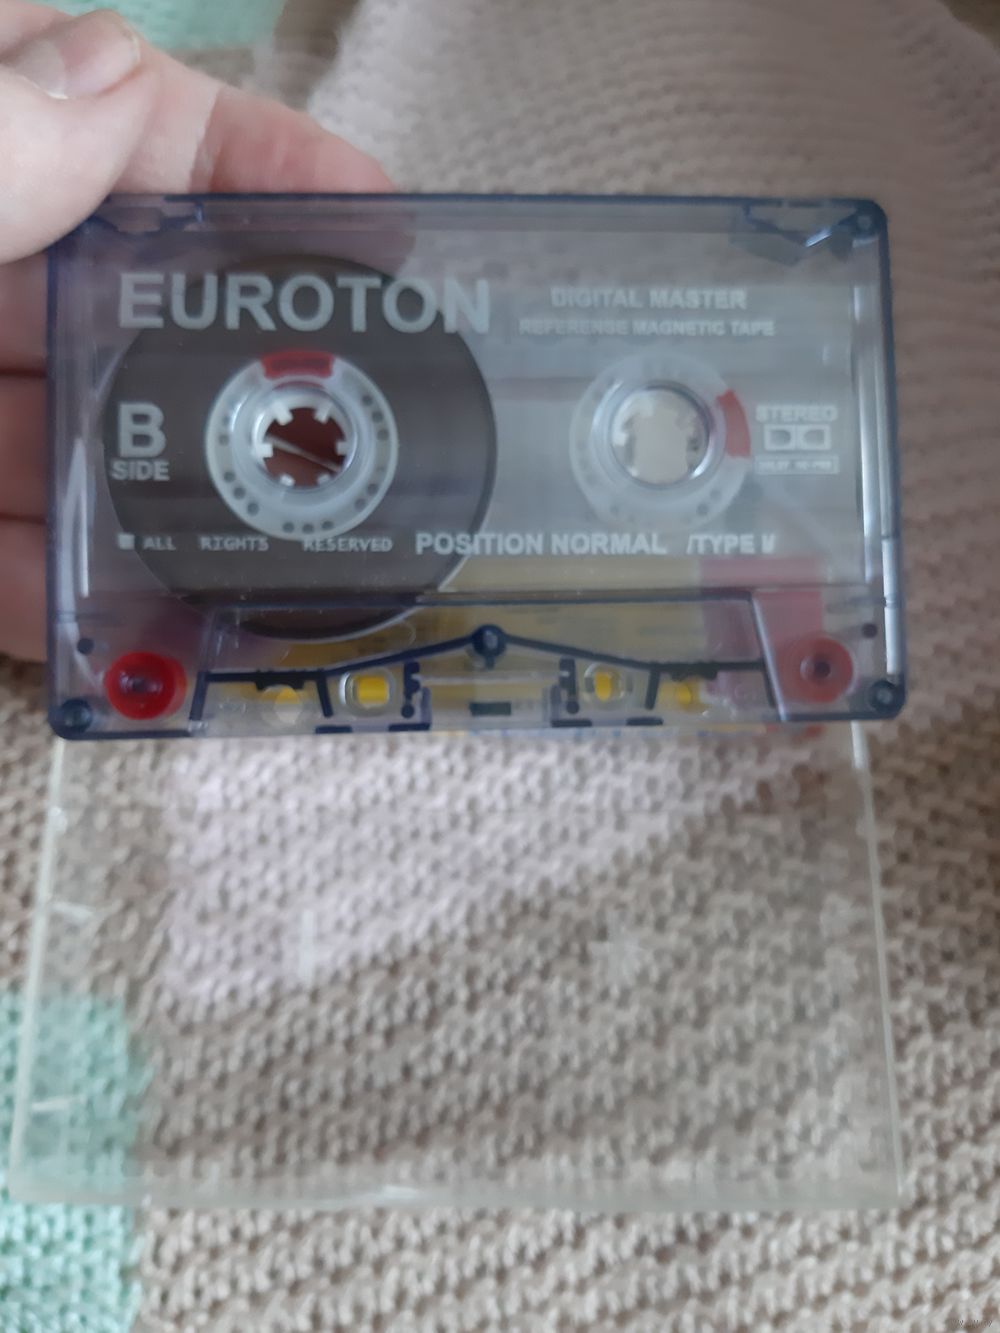 EUROTON
DIGITAL MASTER
REFERENSE MAGNETIC TAPE
B
SIDE
STEREO
ALL RIGHTS RESERVED
POSITION NORMAL /TYPE I/